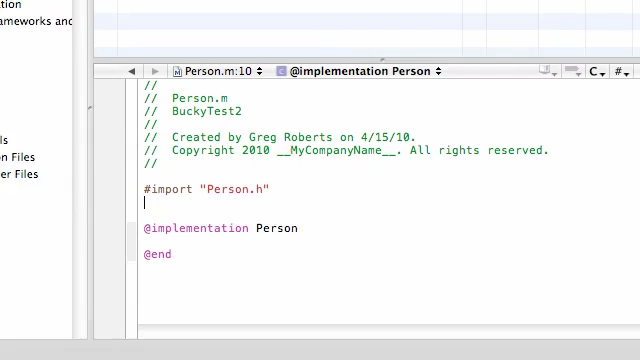 ation
ameworks and
Person.m:10
@implementation Person
C
#
//
// Person.m
// BuckyTest2
//
// Created by Greg Roberts on 4/15/10.
// Copyright 2010 __MyCompanyName__. All rights reserved.
//
ls
on Files
er Files
#import "Person.h"
@implementation Person
@end